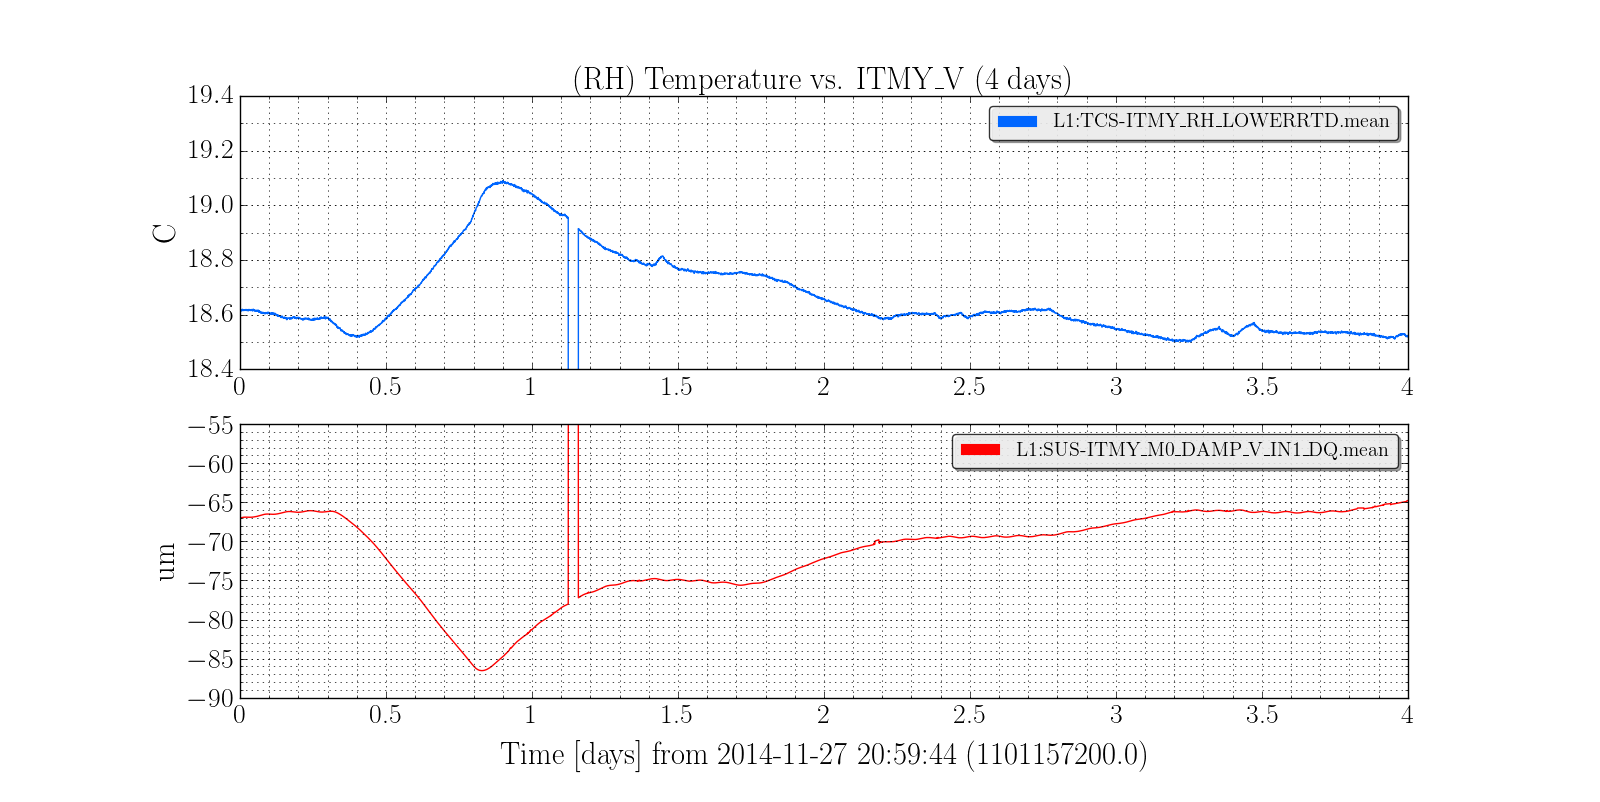 (RH) Temperature vs. ITMY_V (4 days)
19.4
19.2
19.0
18.8
18.6
18.4
C
L1:TCS-ITMY_RH_LOWERRTD.mean
0 0.5 1 1.5 2 2.5 3 3.5 4
−55
−60
−65
−70
−75
−80
−85
−90
um
L1:SUS-ITMY_M0_DAMP_V_IN1_DQ.mean
0 0.5 1 1.5 2 2.5 3 3.5 4
Time [days] from 2014-11-27 20:59:44 (1101157200.0)